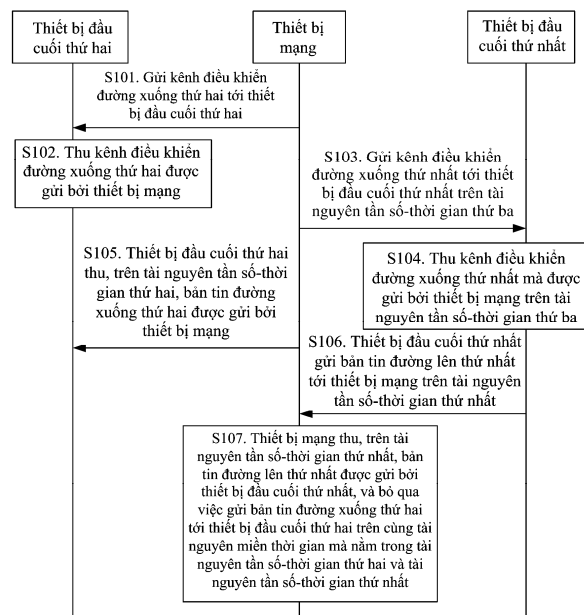 Thiết bị đầu
cuối thứ hai
Thiết bị
mạng
Thiết bị đầu
cuối thứ nhất
S101. Gửi kênh điều khiển
đường xuống thứ hai tới thiết
bị đầu cuối thứ hai
S102. Thu kênh điều khiển
đường xuống thứ hai được
gửi bởi thiết bị mạng
S103. Gửi kênh điều khiển
đường xuống thứ nhất tới thiết
bị đầu cuối thứ nhất trên tài
nguyên tần số-thời gian thứ ba
S104. Thu kênh điều khiển
đường xuống thứ nhất mà được
gửi bởi thiết bị mạng trên tài
nguyên tần số-thời gian thứ ba
S105. Thiết bị đầu cuối thứ hai
thu, trên tài nguyên tần số-thời
gian thứ hai, bản tin đường
xuống thứ hai được gửi bởi
thiết bị mạng
S106. Thiết bị đầu cuối thứ nhất
gửi bản tin đường lên thứ nhất
tới thiết bị mạng trên tài nguyên
tần số-thời gian thứ nhất
S107. Thiết bị mạng thu, trên tài
nguyên tần số-thời gian thứ nhất, bản
tin đường lên thứ nhất được gửi bởi
thiết bị đầu cuối thứ nhất, và bỏ qua
việc gửi bản tin đường xuống thứ hai
tới thiết bị đầu cuối thứ hai trên cùng tài
nguyên miền thời gian mà nằm trong tài
nguyên tần số-thời gian thứ hai và tài
nguyên tần số-thời gian thứ nhất